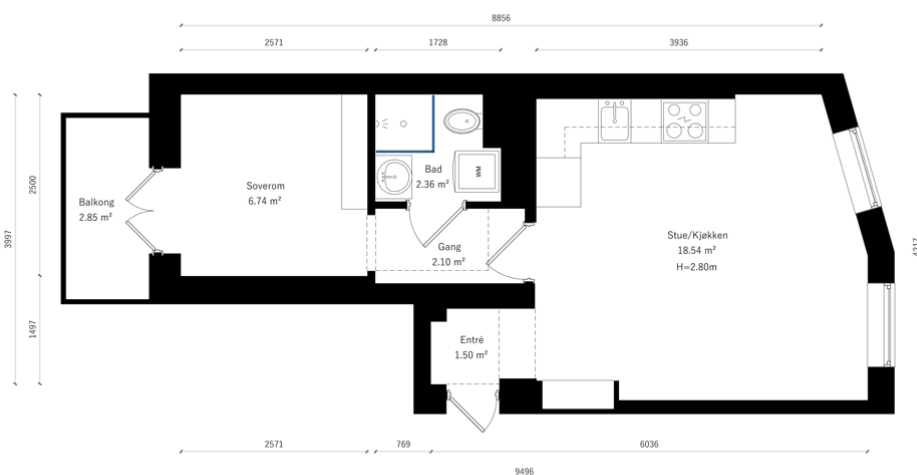 8856
2571
1728
3936
Bad
2.36 m²
WM
Soverom
6.74 m²
Balkong
2.85 m²
2500
3997
Stue/Kjøkken
18.54 m²
H=2.80m
4217
Gang
2.10 m²
1497
Entré
1.50 m²
2571
769
6036
9496